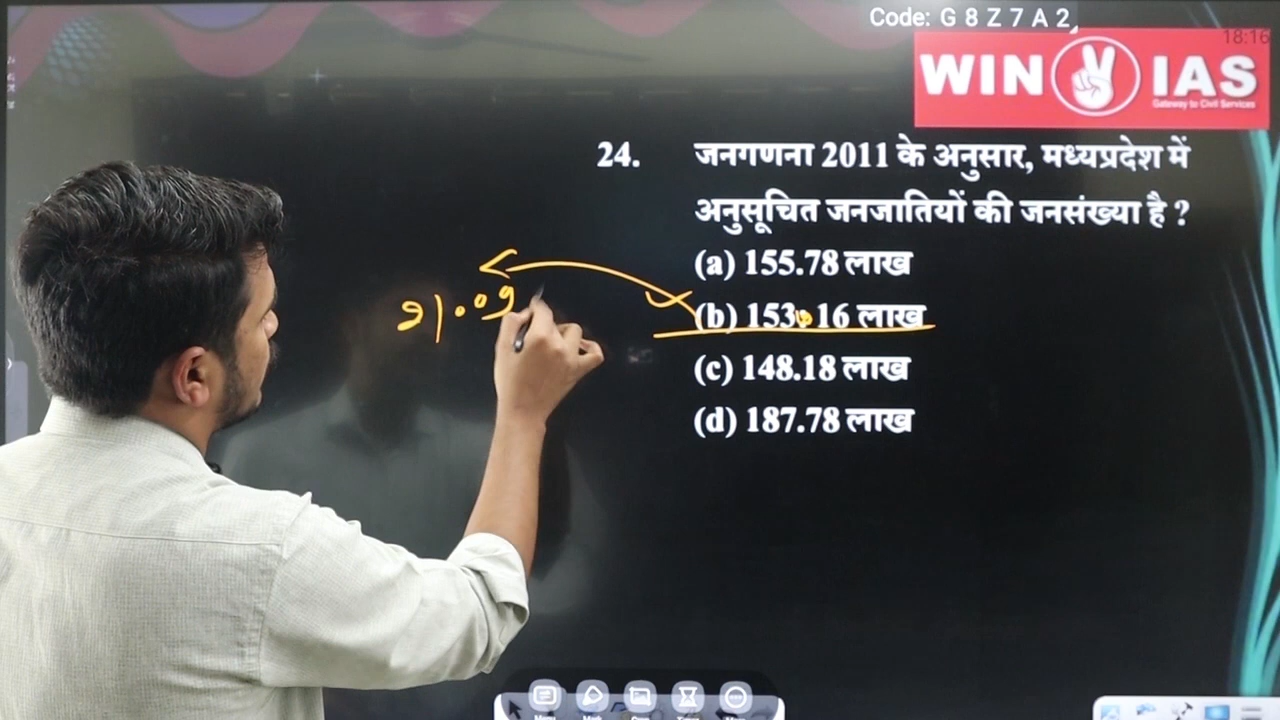 Code: G 8 Z 7 A 2
18:16
WIN IAS
Gateway to Civil Services
24. जनगणना 2011 के अनुसार, मध्यप्रदेश में
अनुसूचित जनजातियों की जनसंख्या है ?
(a) 155.78 लाख
(b) 153.16 लाख
21.09
(c) 148.18 लाख
(d) 187.78 लाख